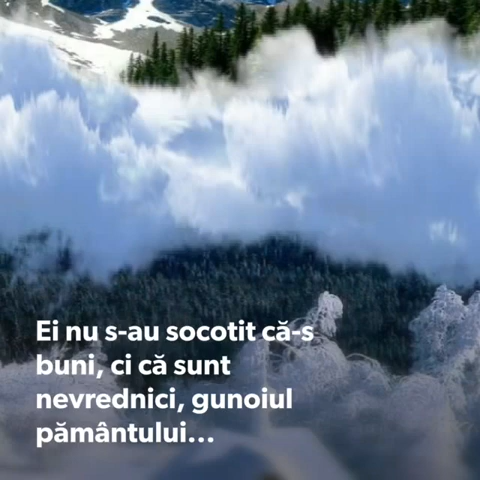 Ei nu s-au socotit că-s
buni, ci că sunt
nevrednici, gunoiul
pământului...